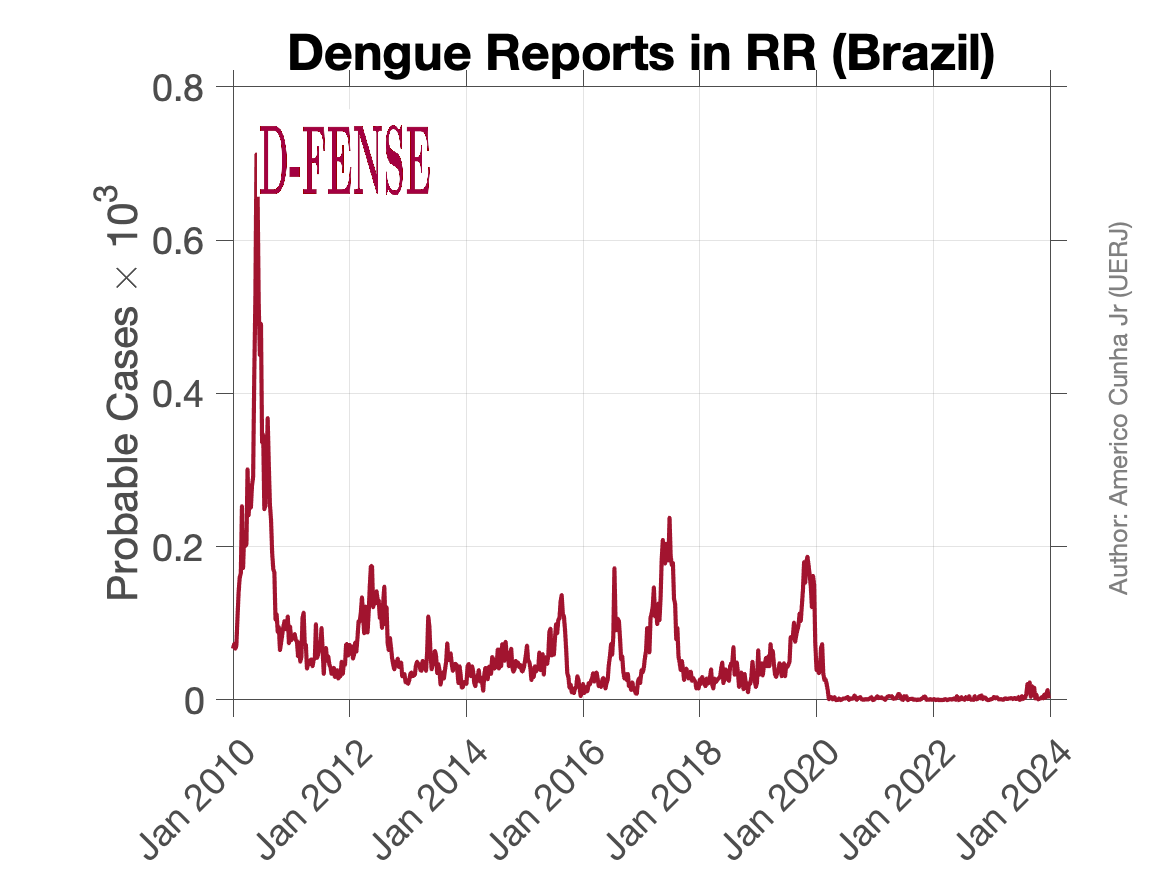 Dengue Reports in RR (Brazil)
D-FENSE
Probable Cases × 10³
0.8
0.6
0.4
0.2
0
Jan 2010
Jan 2012
Jan 2014
Jan 2016
Jan 2018
Jan 2020
Jan 2022
Jan 2024
Author: Americo Cunha Jr (UERJ)